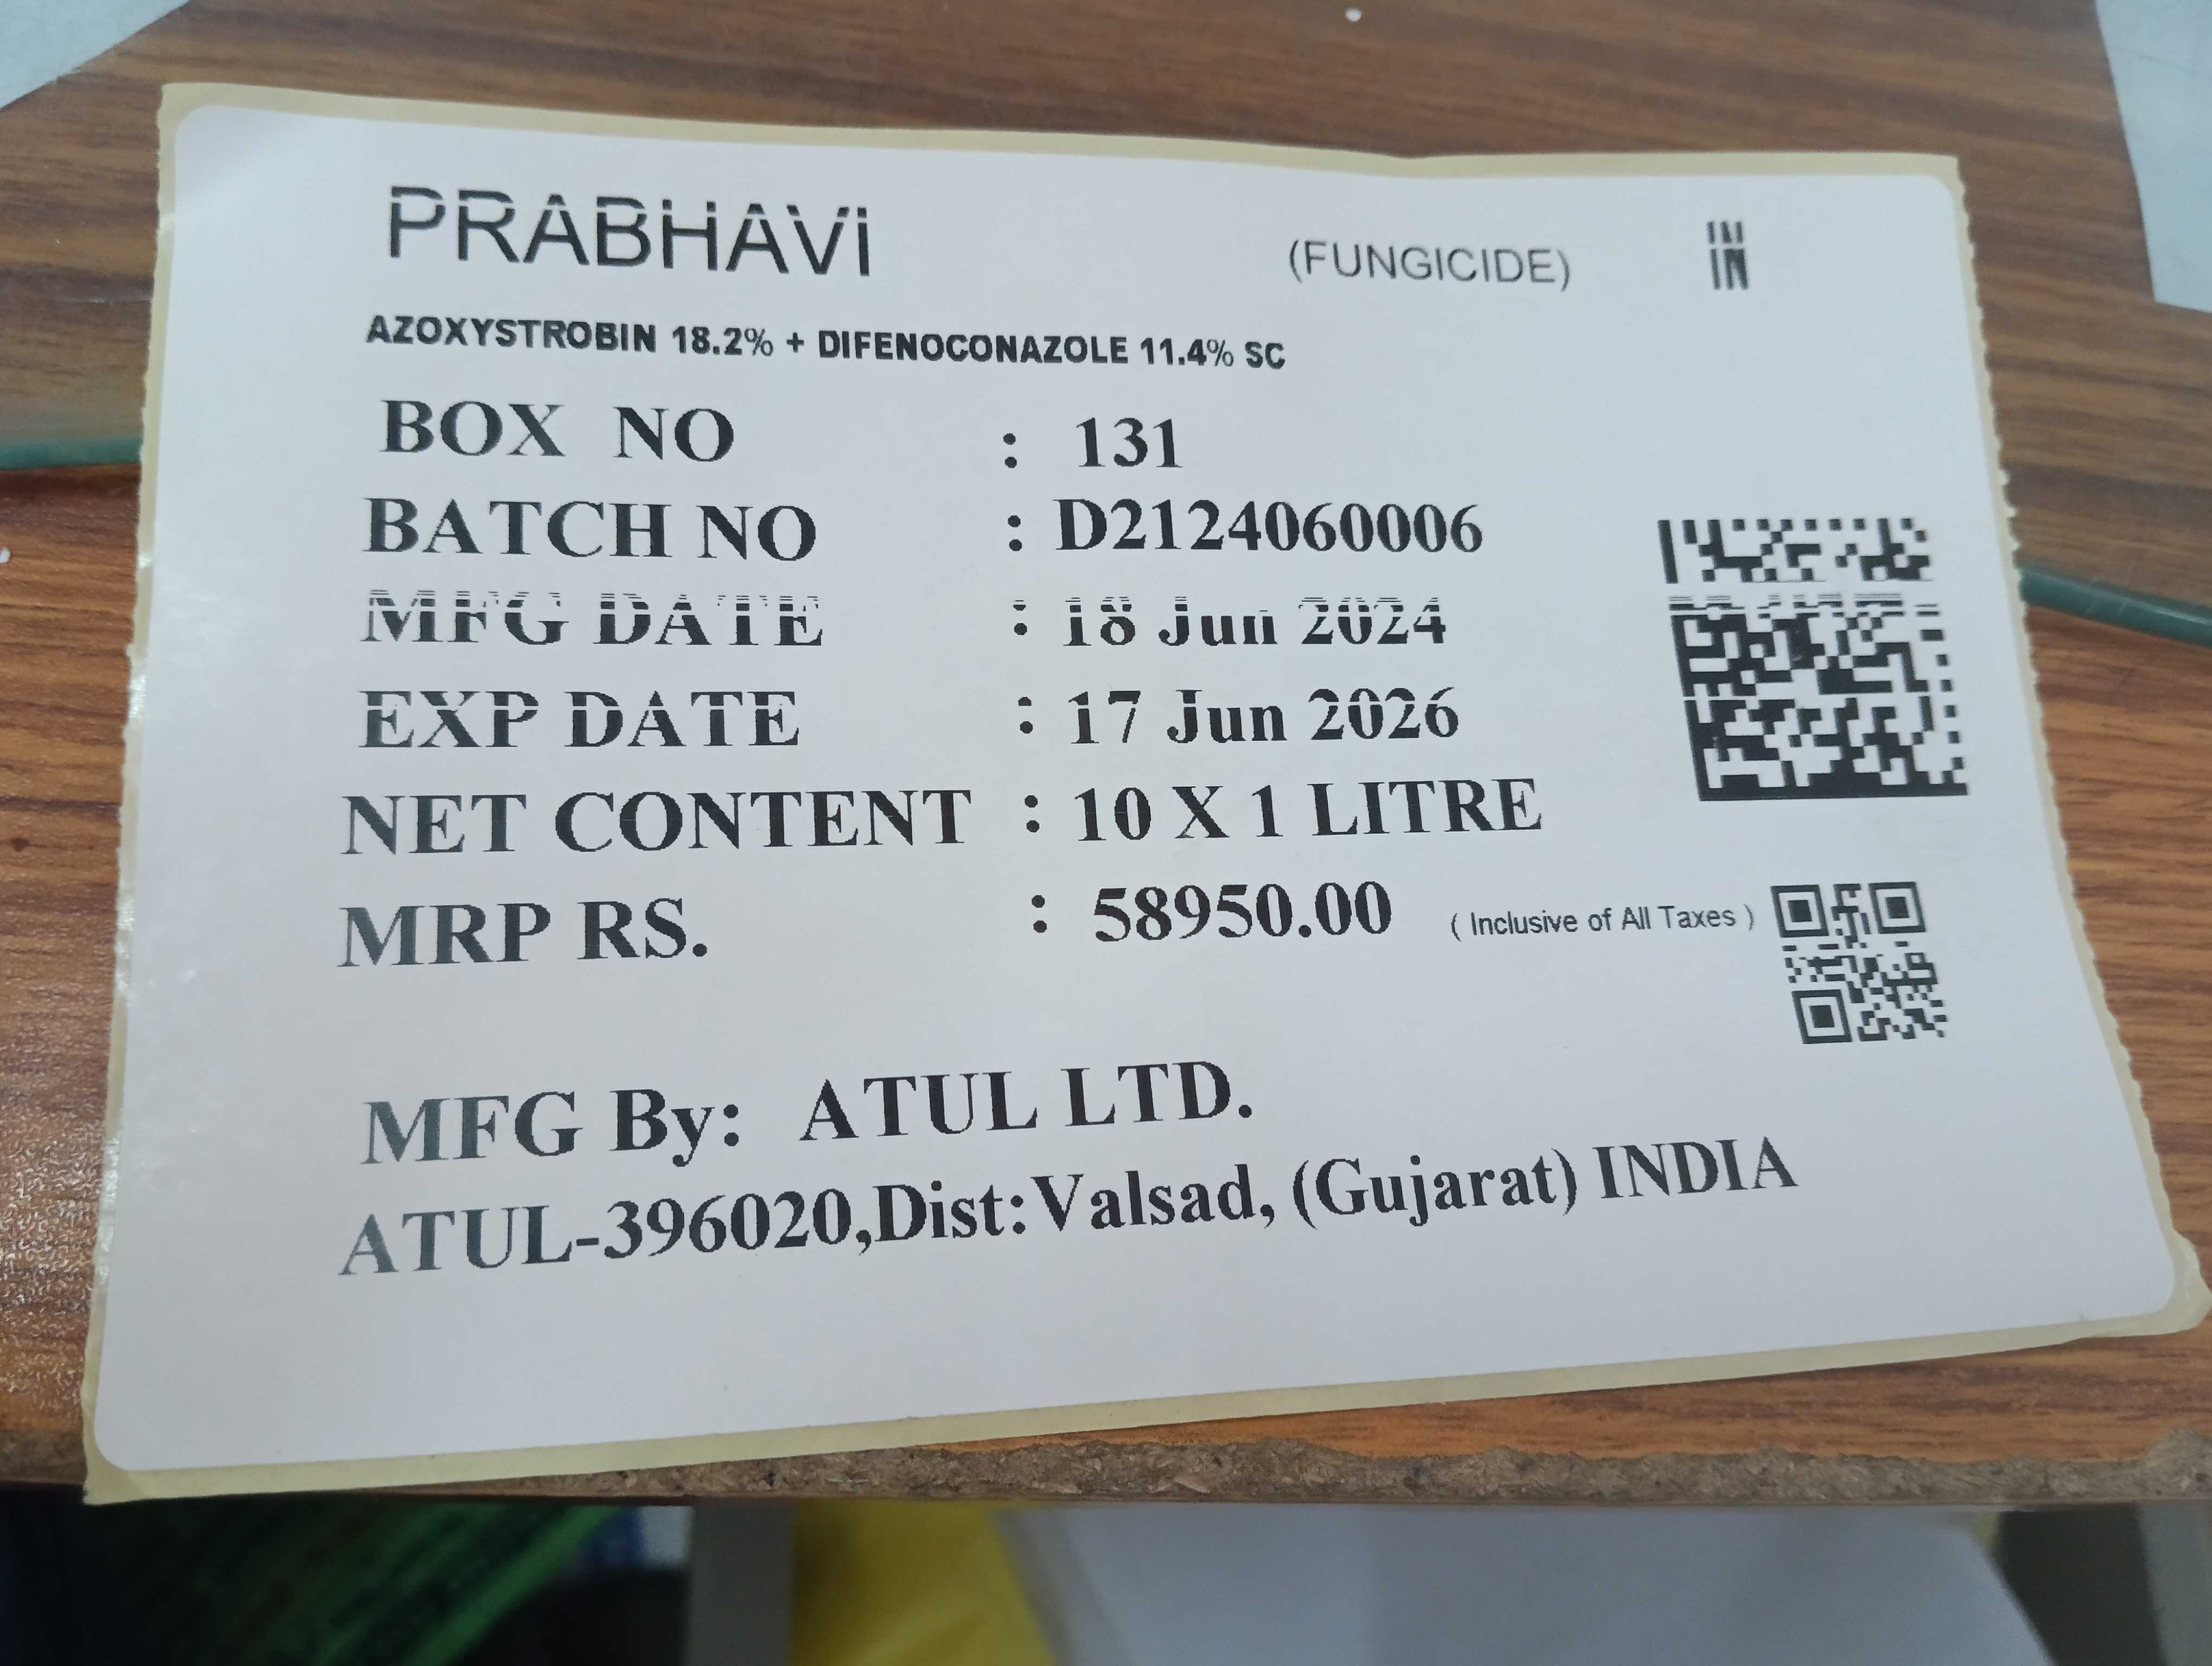 PRABHAVi (FUNGICIDE) IN
AZOXYSTROBIN 18.2% + DIFENOCONAZOLE 11.4% SC
BOX NO : 131
BATCH NO : D2124060006
MFG DATE : 18 Jun 2024
EXP DATE : 17 Jun 2026
NET CONTENT : 10 X 1 LITRE
MRP RS. : 58950.00 ( Inclusive of All Taxes )
MFG By: ATUL LTD.
ATUL-396020,Dist:Valsad, (Gujarat) INDIA